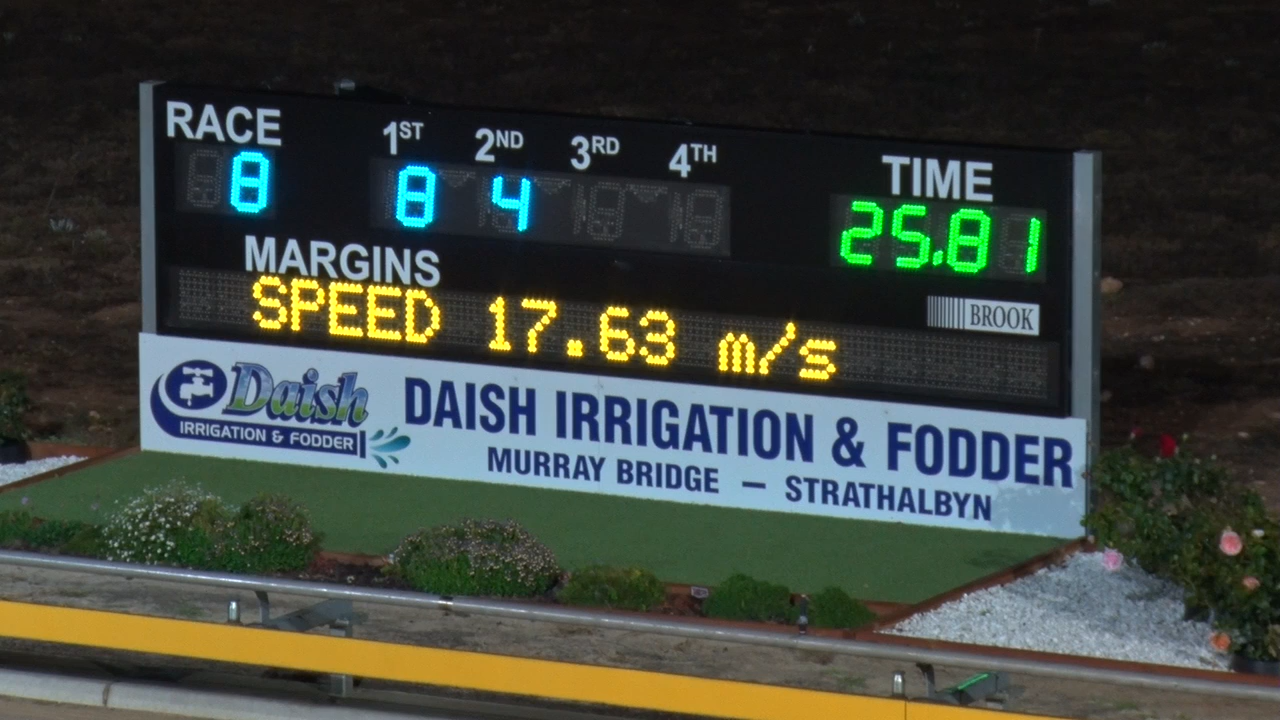 RACE 1ST 2ND 3RD 4TH TIME
8 8 4 25.81
MARGINS
SPEED 17.63 m/s
BROOK
Daish
IRRIGATION & FODDER
DAISH IRRIGATION & FODDER
MURRAY BRIDGE – STRATHALBYN